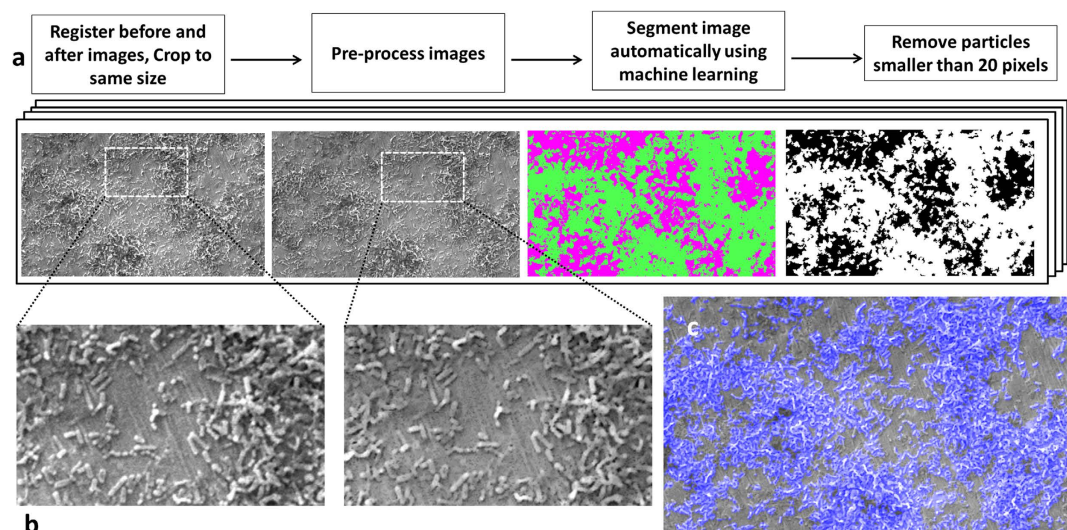 a
Register before and
after images, Crop to
same size
Pre-process images
Segment image
automatically using
machine learning
Remove particles
smaller than 20 pixels
b
c